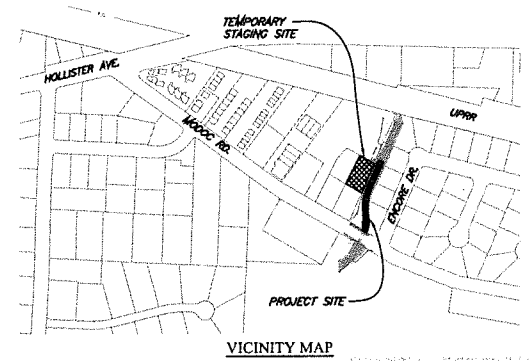 TEMPORARY
STAGING SITE
HOLLISTER AVE.
MODOC RD.
UPRR
ENCORE DR.
PROJECT SITE
VICINITY MAP